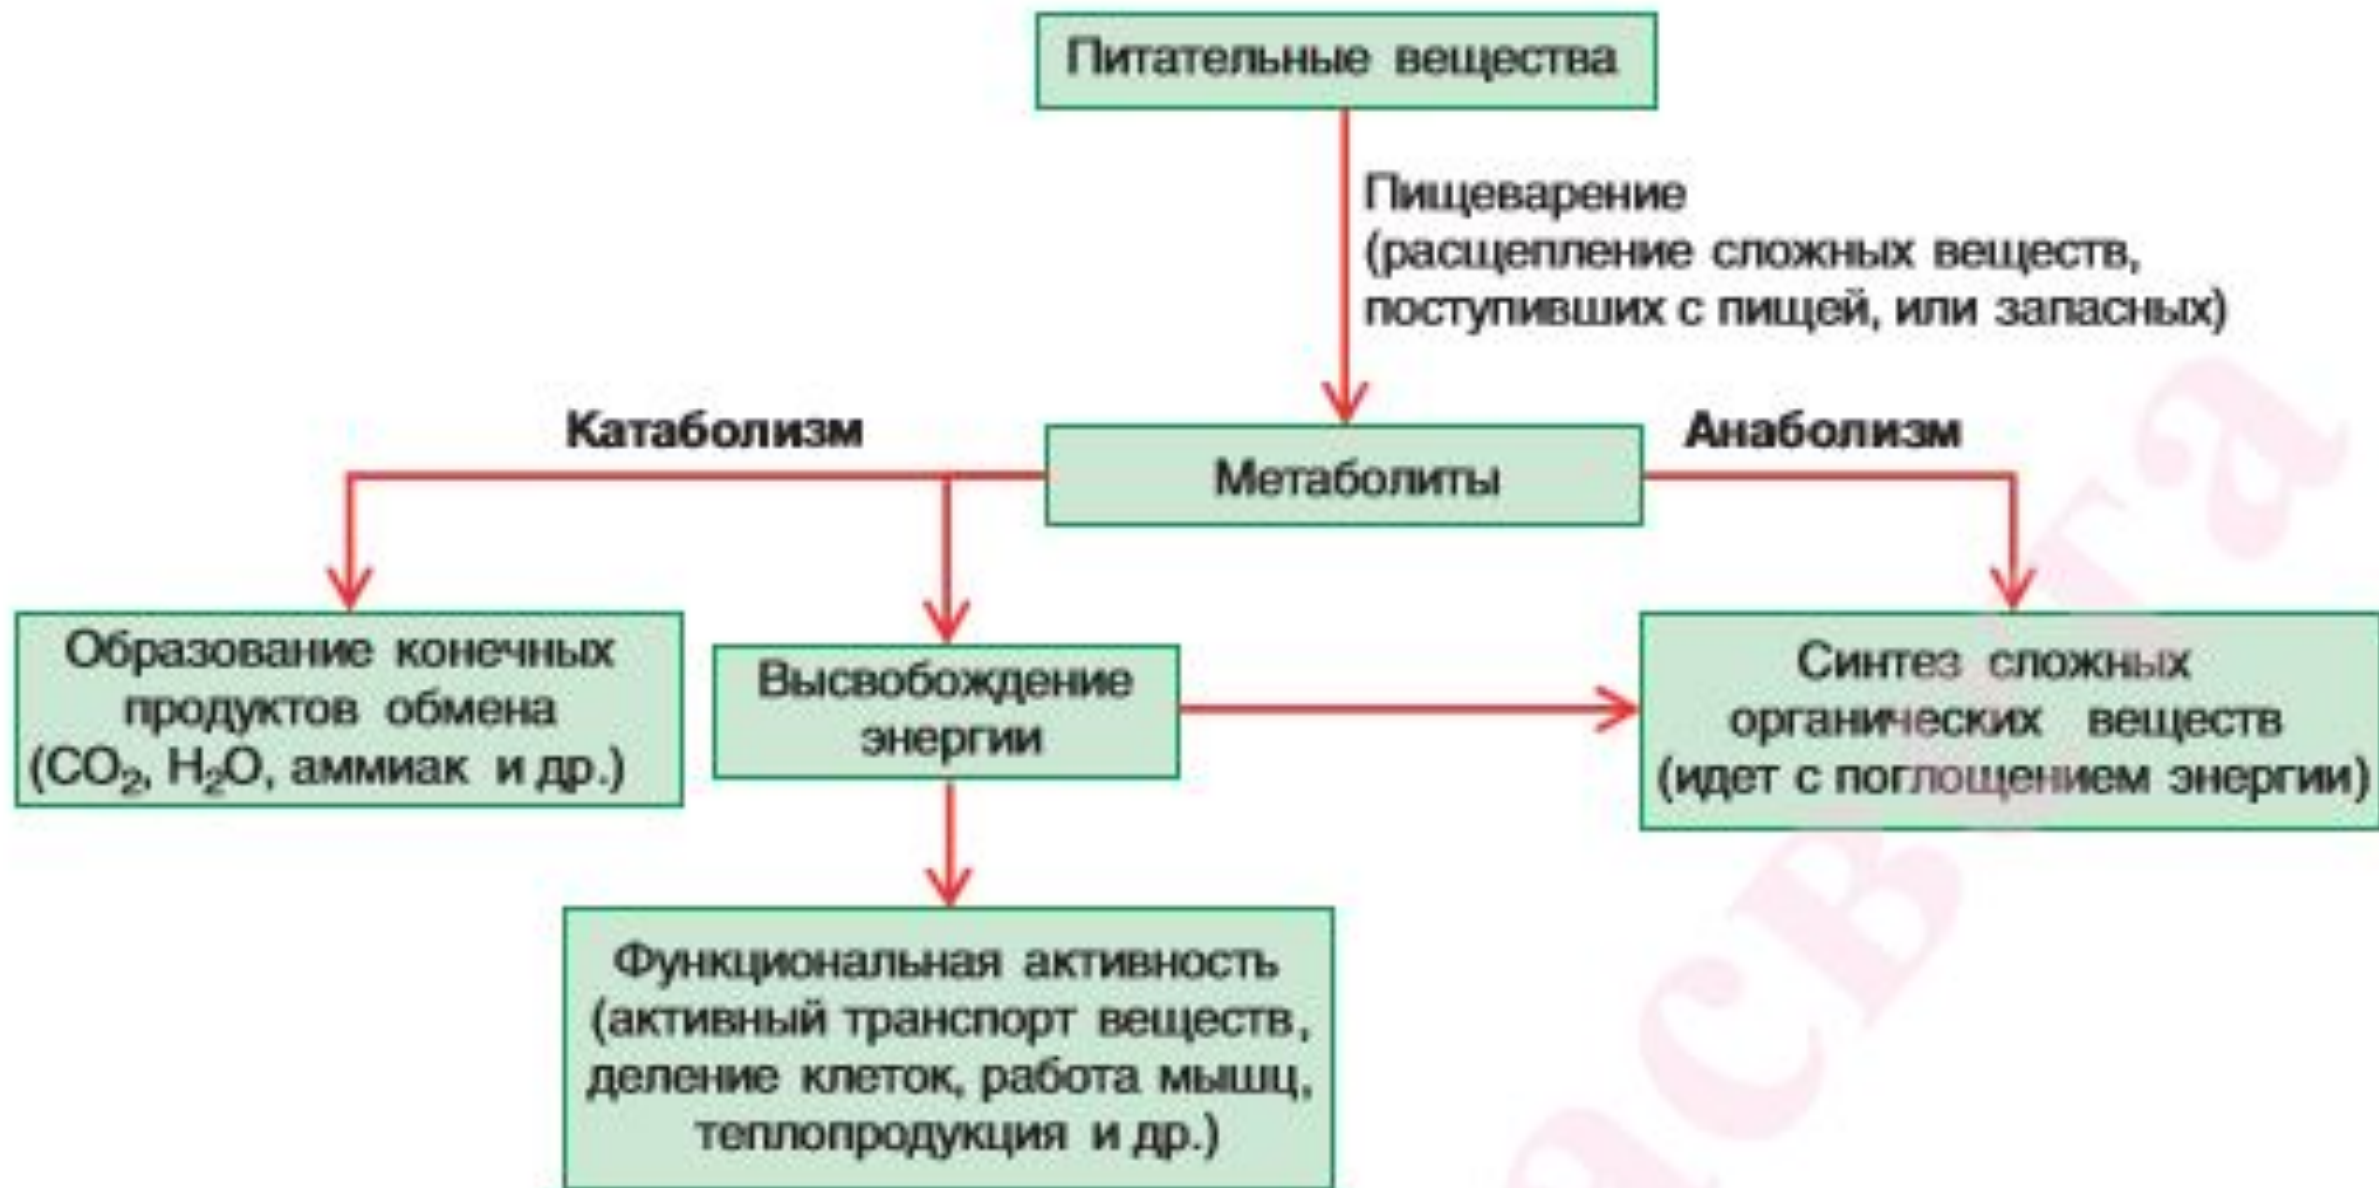 Питательные вещества
Пищеварение
(расщепление сложных веществ,
поступивших с пищей, или запасных)
Катаболизм
Метаболиты
Анаболизм
Образование конечных
продуктов обмена
(CO₂, H₂O, аммиак и др.)
Высвобождение
энергии
Синтез сложных
органических веществ
(идет с поглощением энергии)
Функциональная активность
(активный транспорт веществ,
деление клеток, работа мышц,
теплопродукция и др.)